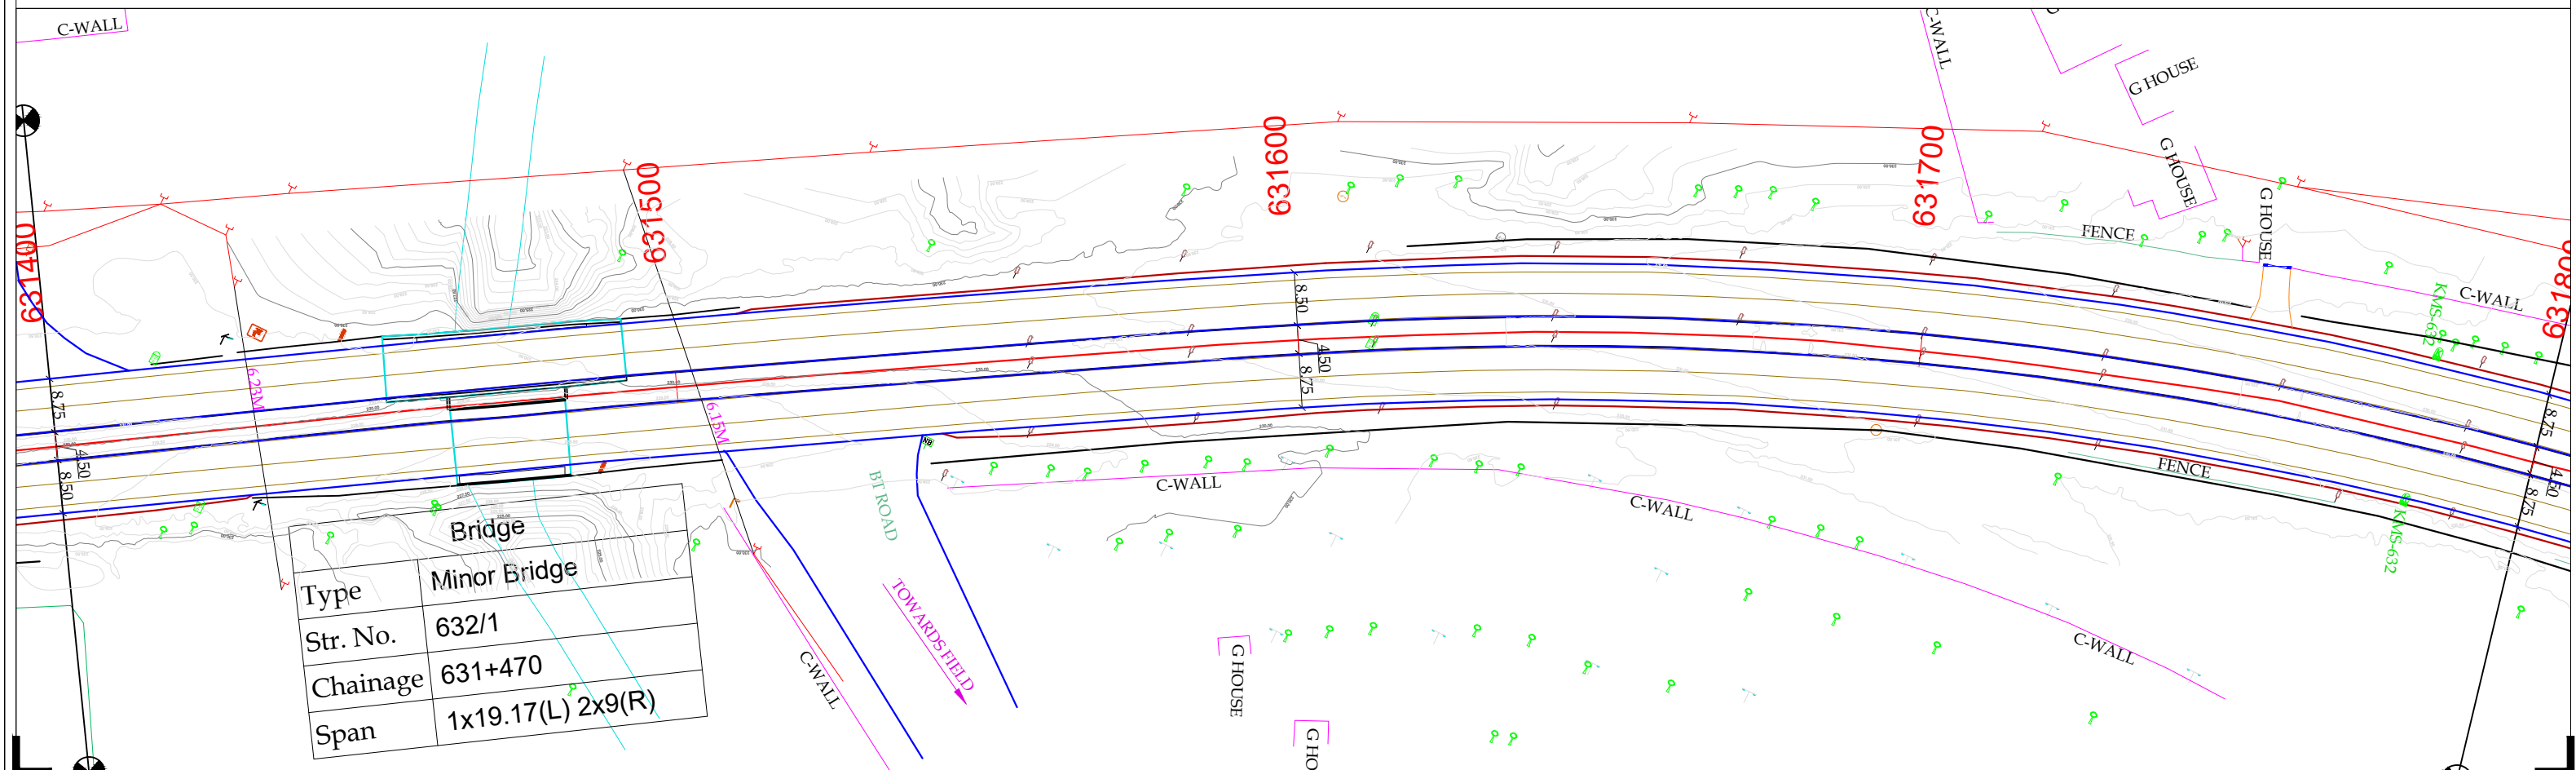 C-WALL
C-WALL
G HOUSE
G HOUSE
G HOUSE
FENCE
C-WALL
631400
631500
631600
631700
631800
KMS-632
8.50
4.50
8.75
6.23M
6.15M
8.75
4.50
8.50
8.75
4.50
8.75
NB
BT ROAD
TOWARDS FIELD
C-WALL
C-WALL
C-WALL
C-WALL
FENCE
KMS-632
G HOUSE
G HO
Bridge
Type Minor Bridge
Str. No. 632/1
Chainage 631+470
Span 1x19.17(L) 2x9(R)